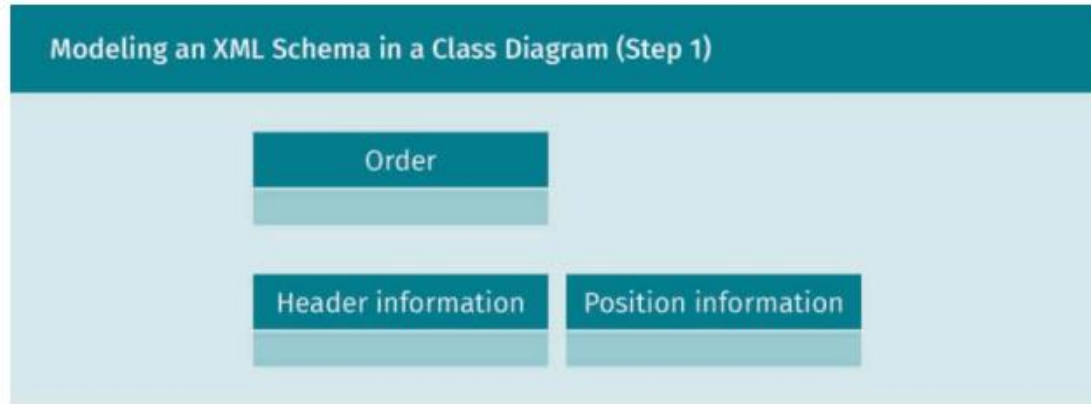 Modeling an XML Schema in a Class Diagram (Step 1)
Order
Header information
Position information